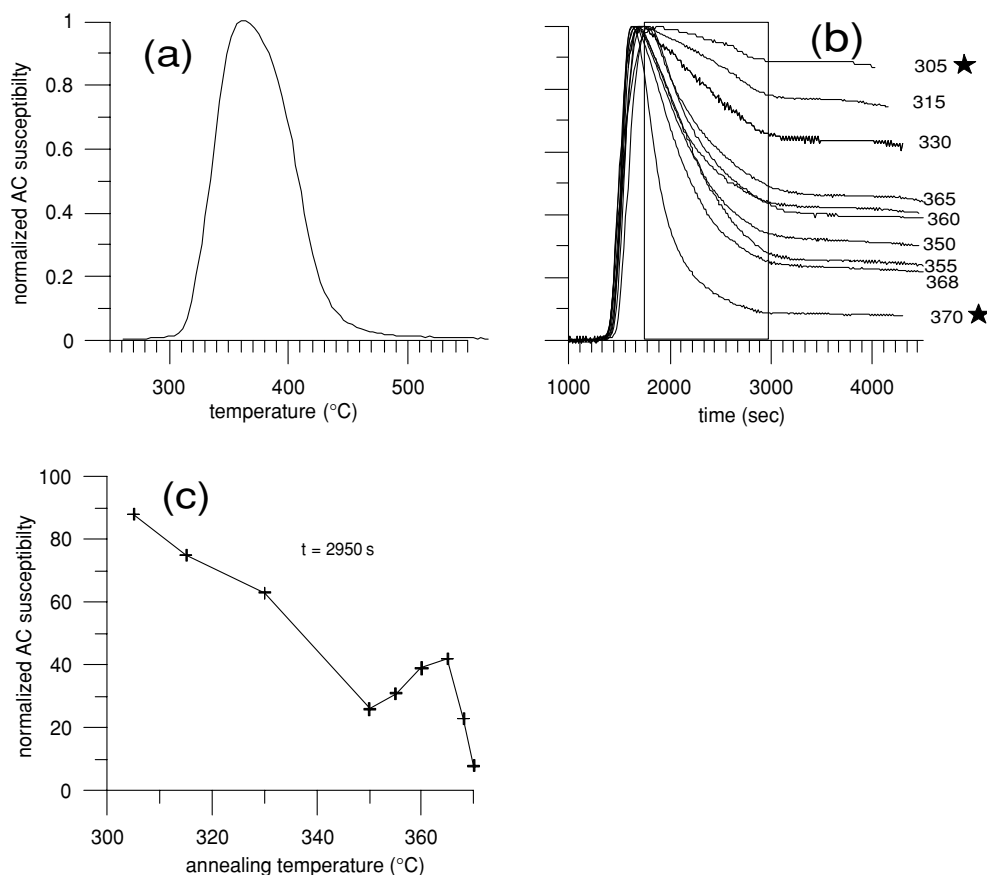 (a)
normalized AC susceptibilty
1
0.8
0.6
0.4
0.2
0
300 400 500
temperature (°C)
(b)
305 ★
315
330
365
360
350
355
368
370 ★
1000 2000 3000 4000
time (sec)
(c)
normalized AC susceptibilty
100
80
60
40
20
0
t = 2950 s
300 320 340 360
annealing temperature (°C)